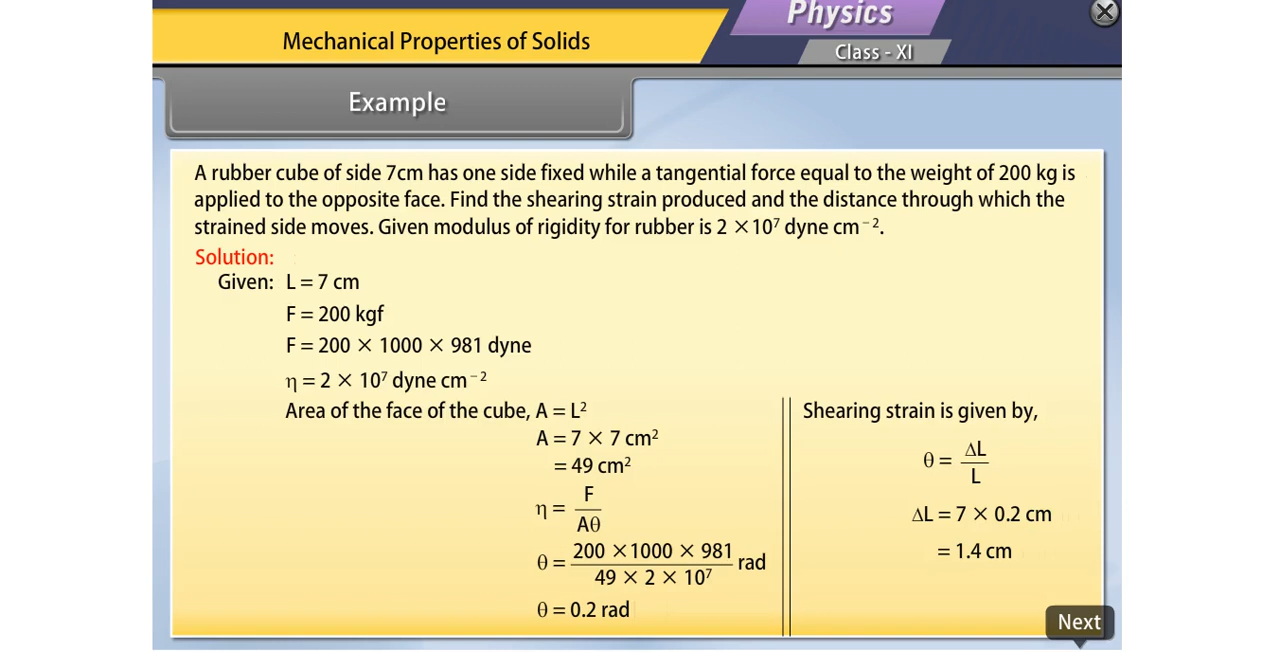 Physics
Mechanical Properties of Solids
Class - XI
Example
A rubber cube of side 7cm has one side fixed while a tangential force equal to the weight of 200 kg is
applied to the opposite face. Find the shearing strain produced and the distance through which the
strained side moves. Given modulus of rigidity for rubber is 2 ×10⁷ dyne cm⁻².
Solution:
Given: L = 7 cm
F = 200 kgf
F = 200 × 1000 × 981 dyne
η = 2 × 10⁷ dyne cm⁻²
Area of the face of the cube, A = L²
A = 7 × 7 cm²
= 49 cm²
η = F / Aθ
θ = 200 ×1000 × 981 / 49 × 2 × 10⁷ rad
θ = 0.2 rad
Shearing strain is given by,
θ = ΔL / L
ΔL = 7 × 0.2 cm
= 1.4 cm
Next